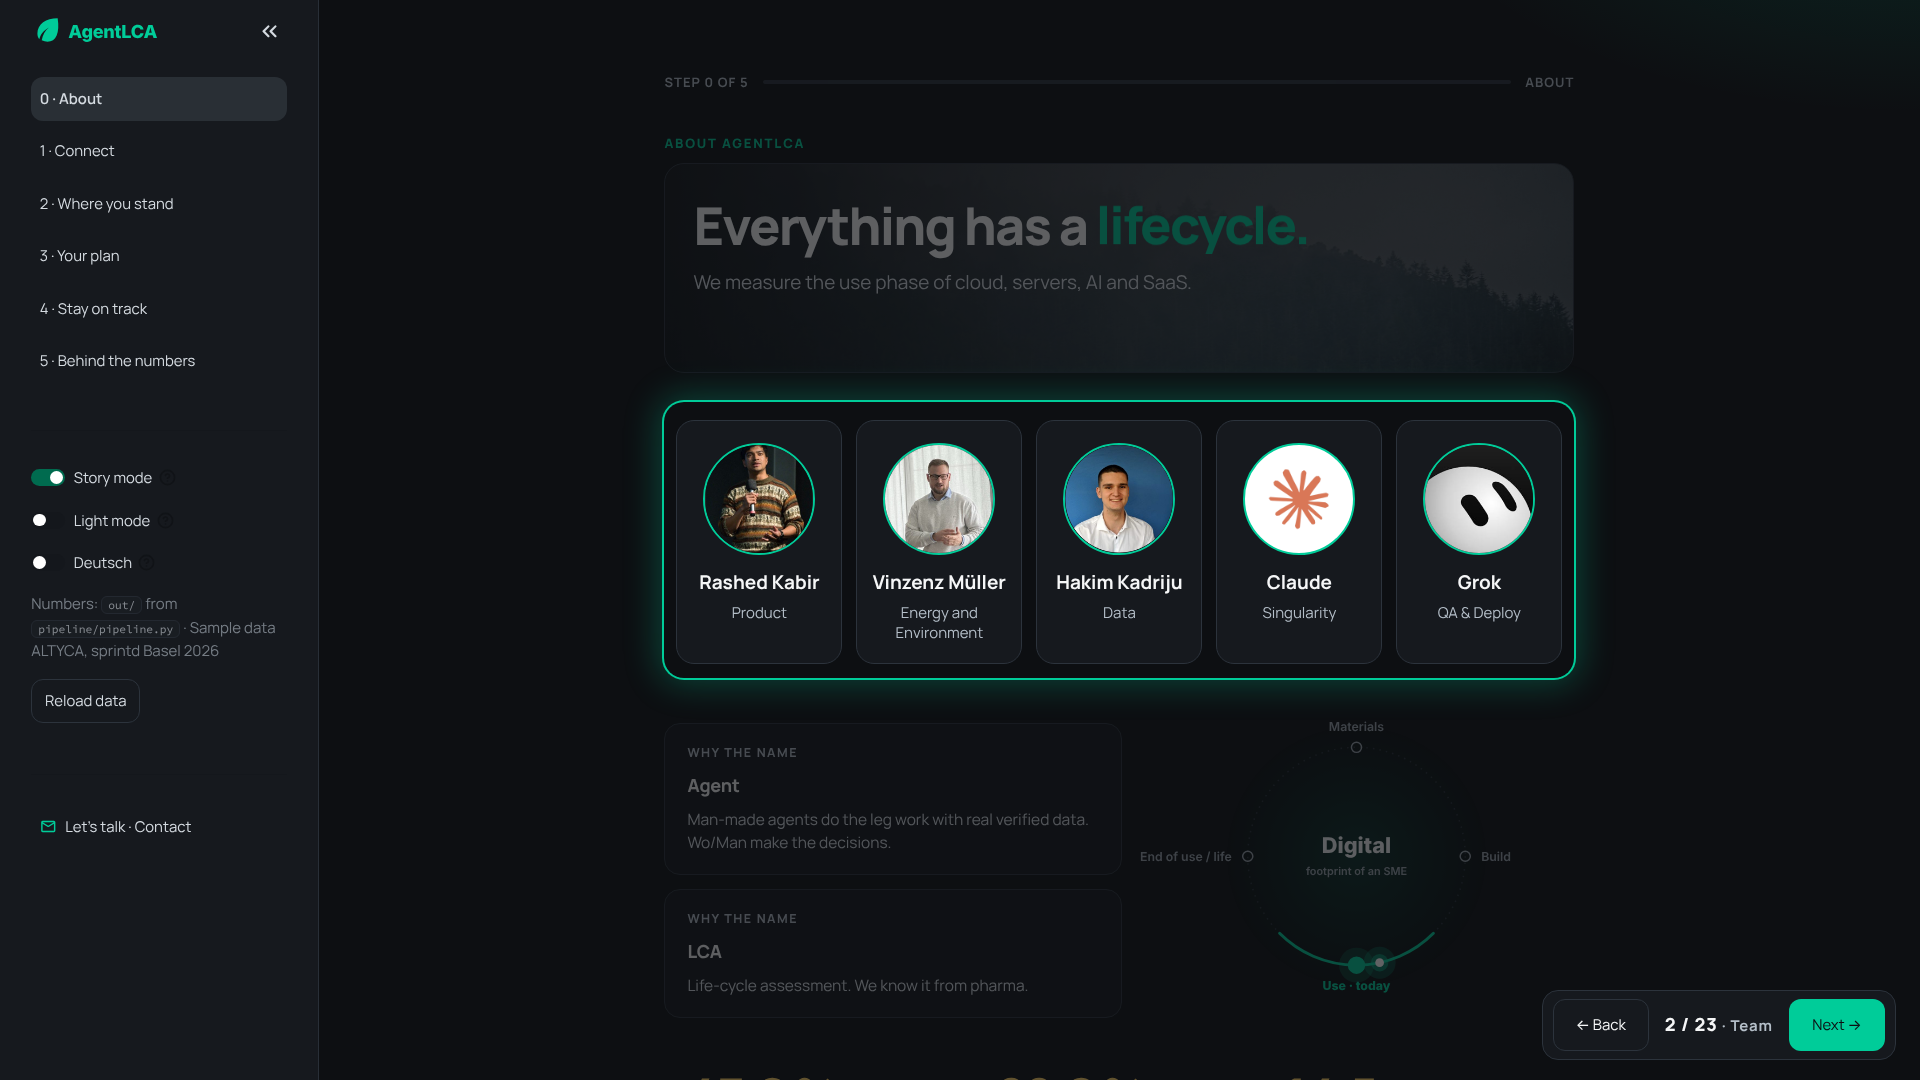 AgentLCA
0 · About
1 · Connect
2 · Where you stand
3 · Your plan
4 · Stay on track
5 · Behind the numbers
Story mode
Light mode
Deutsch
Numbers: out/ from
pipeline/pipeline.py · Sample data
ALTYCA, sprintd Basel 2026
Reload data
Let's talk · Contact
STEP 0 OF 5
ABOUT
ABOUT AGENTLCA
Everything has a lifecycle.
We measure the use phase of cloud, servers, AI and SaaS.
Rashed Kabir
Product
Vinzenz Müller
Energy and
Environment
Hakim Kadriju
Data
Claude
Singularity
Grok
QA & Deploy
WHY THE NAME
Agent
Man-made agents do the leg work with real verified data.
Wo/Man make the decisions.
WHY THE NAME
LCA
Life-cycle assessment. We know it from pharma.
Materials
End of use / life
Digital
footprint of an SME
Build
Use · today
← Back
2 / 23 · Team
Next →